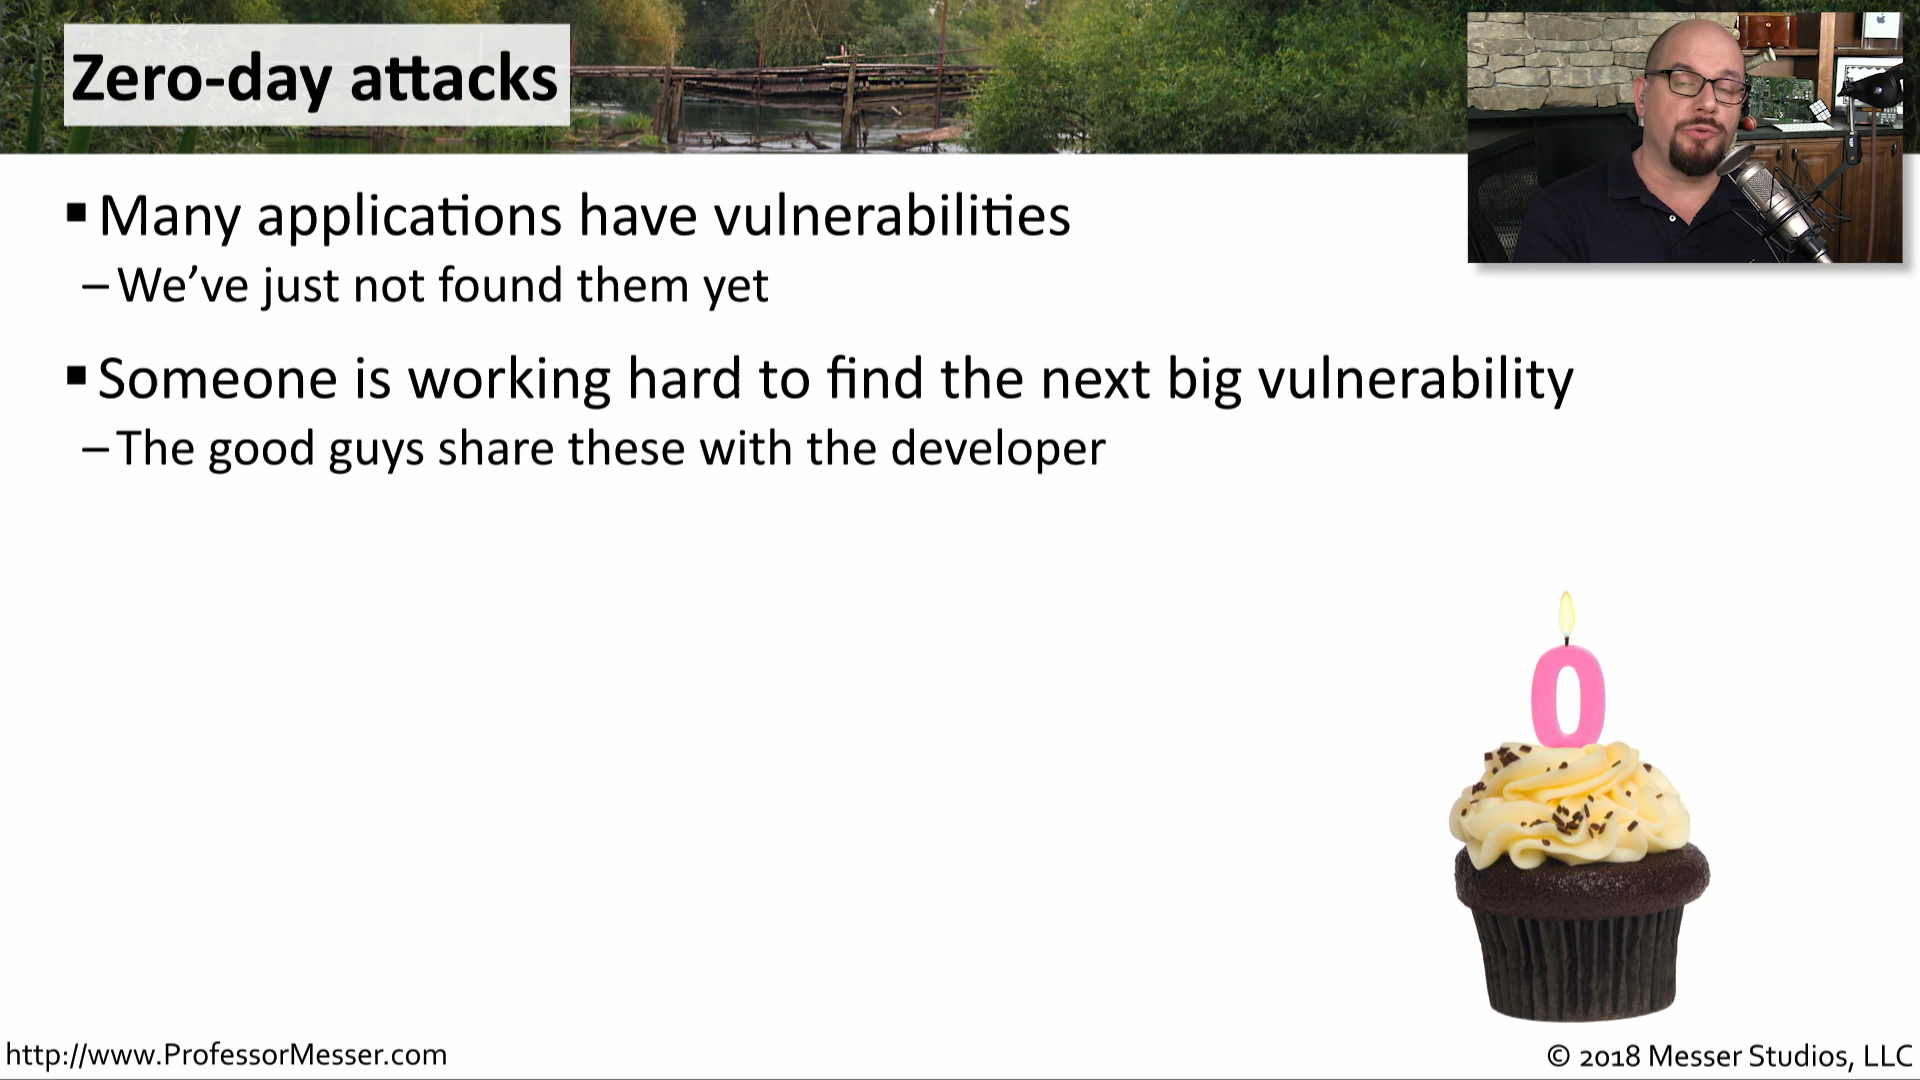 Zero-day attacks
▪ Many applications have vulnerabilities
– We’ve just not found them yet
▪ Someone is working hard to find the next big vulnerability
– The good guys share these with the developer
0
http://www.ProfessorMesser.com
© 2018 Messer Studios, LLC